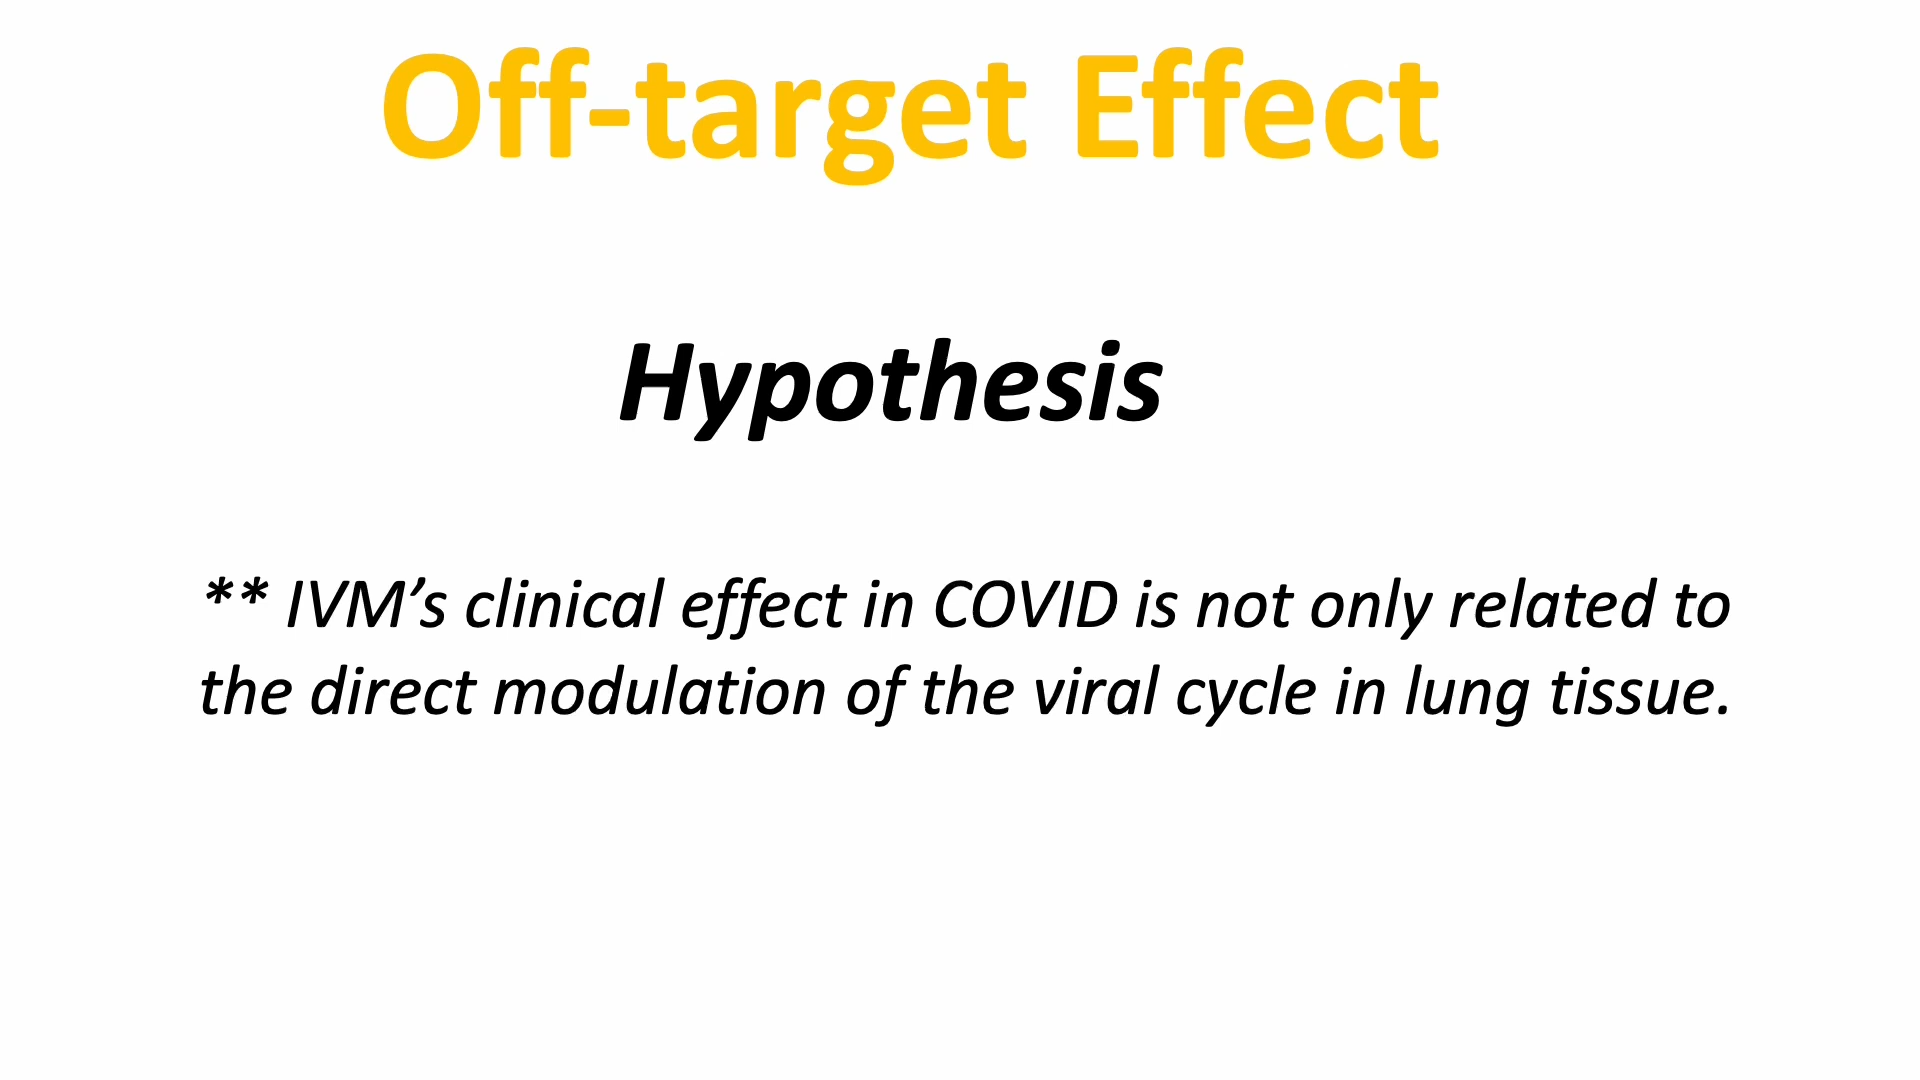 Off-target Effect
Hypothesis
** IVM’s clinical effect in COVID is not only related to
the direct modulation of the viral cycle in lung tissue.